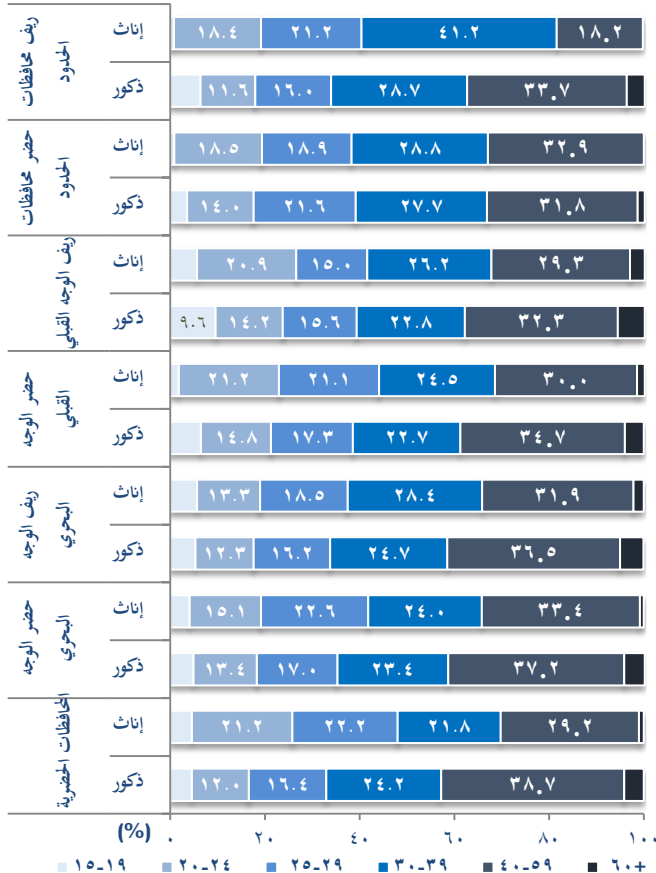 ريف محافظات الحدود
إناث ١٨.٤ ٢١.٢ ٤١.٢ ١٨.٢
ذكور ١١.٦ ١٦.٠ ٢٨.٧ ٣٣.٧
حضر محافظات الحدود
إناث ١٨.٥ ١٨.٩ ٢٨.٨ ٣٢.٩
ذكور ١٤.٠ ٢١.٦ ٢٧.٧ ٣١.٨
ريف الوجه القبلي
إناث ٢٠.٩ ١٥.٠ ٢٦.٢ ٢٩.٣
ذكور ٩.٦ ١٤.٢ ١٥.٦ ٢٢.٨ ٣٢.٣
حضر الوجه القبلي
إناث ٢١.٢ ٢١.١ ٢٤.٥ ٣٠.٠
ذكور ١٤.٨ ١٧.٣ ٢٢.٧ ٣٤.٧
ريف الوجه البحري
إناث ١٣.٣ ١٨.٥ ٢٨.٤ ٣١.٩
ذكور ١٢.٣ ١٦.٢ ٢٤.٧ ٣٦.٥
حضر الوجه البحري
إناث ١٥.١ ٢٢.٦ ٢٤.٠ ٣٣.٤
ذكور ١٣.٤ ١٧.٠ ٢٣.٤ ٣٧.٢
المحافظات الحضرية
إناث ٢١.٢ ٢٢.٢ ٢١.٨ ٢٩.٢
ذكور ١٢.٠ ١٦.٤ ٢٤.٢ ٣٨.٧
(%) ٠ ٢٠ ٤٠ ٦٠ ٨٠ ١٠٠
١٥-١٩ ٢٠-٢٤ ٢٥-٢٩ ٣٠-٣٩ ٤٠-٥٩ ٦٠+